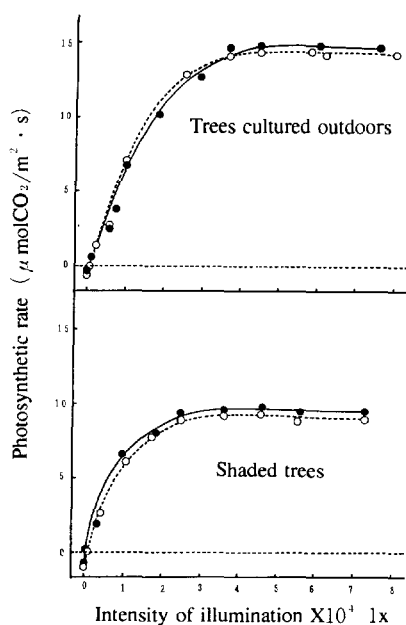 Photosynthetic rate ( μ molCO₂/m² · s)
15
10
5
0
Trees cultured outdoors
15
10
5
0
Shaded trees
0 1 2 3 4 5 6 7 8
Intensity of illumination X10⁴ lx